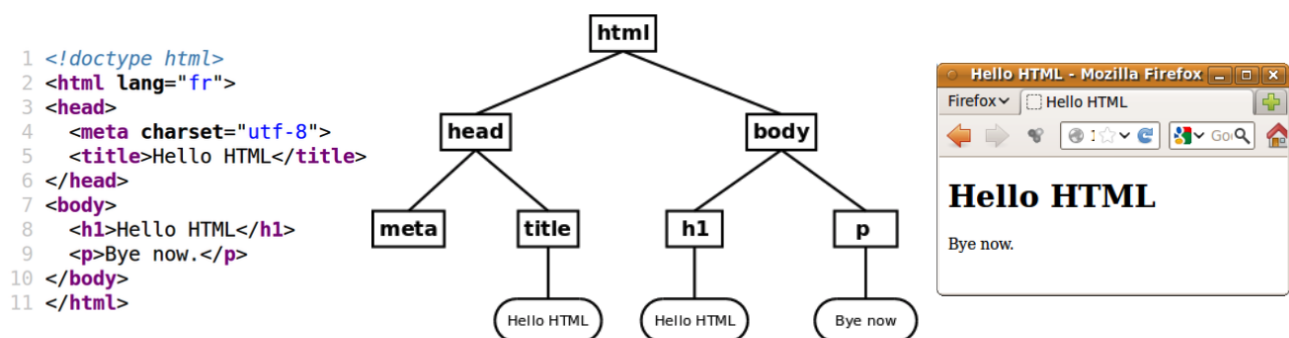 1 <!doctype html>
2 <html lang="fr">
3 <head>
4 <meta charset="utf-8">
5 <title>Hello HTML</title>
6 </head>
7 <body>
8 <h1>Hello HTML</h1>
9 <p>Bye now.</p>
10 </body>
11 </html>
html
head
body
meta
title
h1
p
Hello HTML
Hello HTML
Bye now
Hello HTML - Mozilla Firefox
Firefox
Hello HTML
Hello HTML
Bye now.